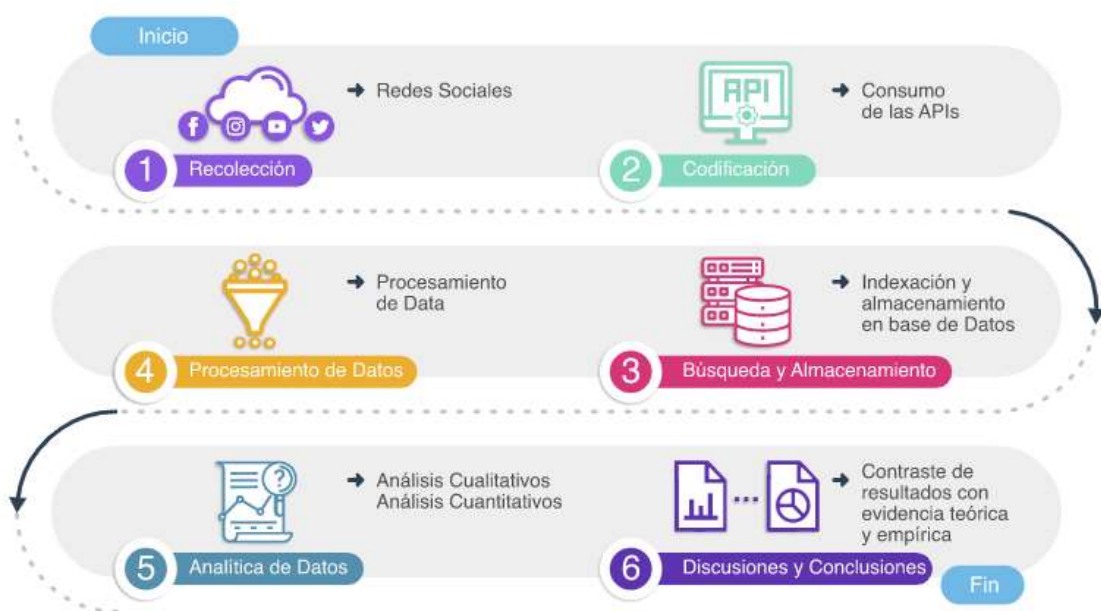 Inicio
➜ Redes Sociales
1 Recolección
API
➜ Consumo
de las APIs
2 Codificación
➜ Procesamiento
de Data
4 Procesamiento de Datos
➜ Indexación y
almacenamiento
en base de Datos
3 Búsqueda y Almacenamiento
?
➜ Análisis Cualitativos
Análisis Cuantitativos
5 Analítica de Datos
...
➜ Contraste de
resultados con
evidencia teórica
y empírica
6 Discusiones y Conclusiones
Fin